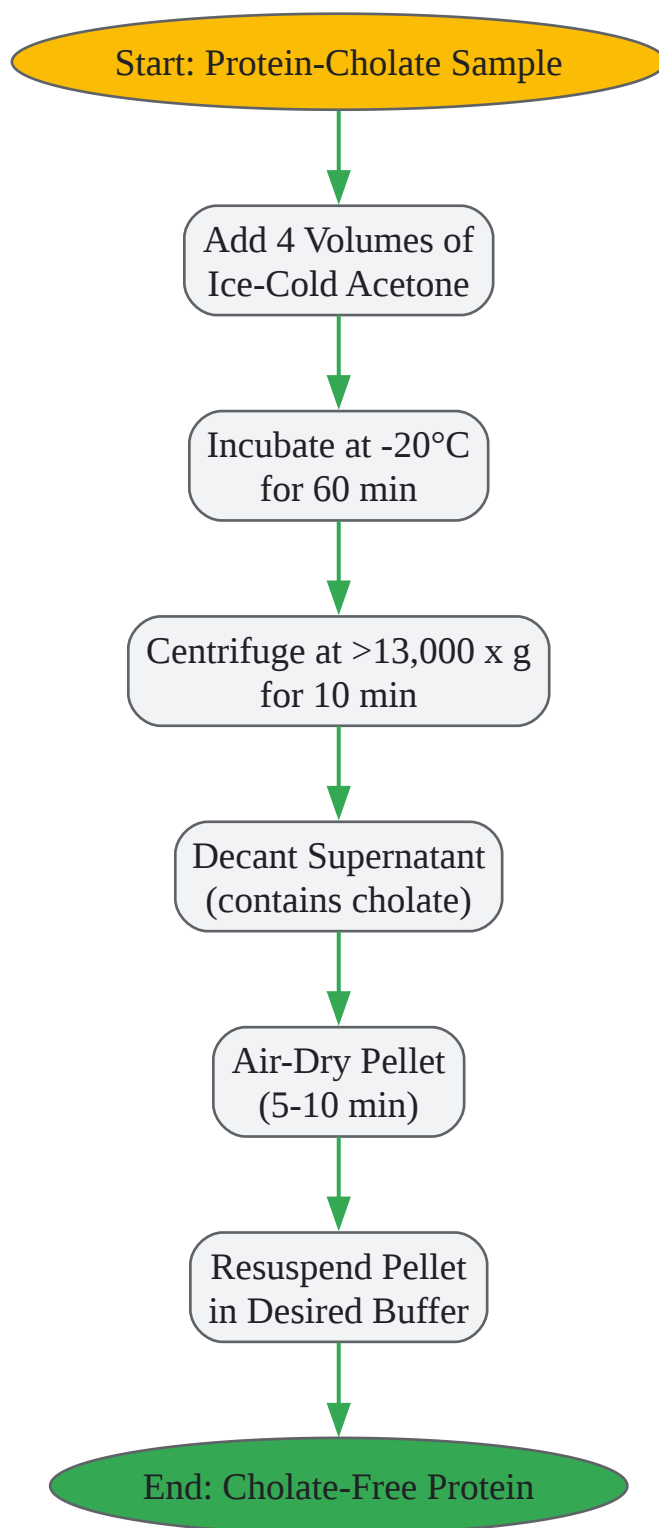 Start: Protein-Cholate Sample
Add 4 Volumes of
Ice-Cold Acetone
Incubate at -20°C
for 60 min
Centrifuge at >13,000 x g
for 10 min
Decant Supernatant
(contains cholate)
Air-Dry Pellet
(5-10 min)
Resuspend Pellet
in Desired Buffer
End: Cholate-Free Protein